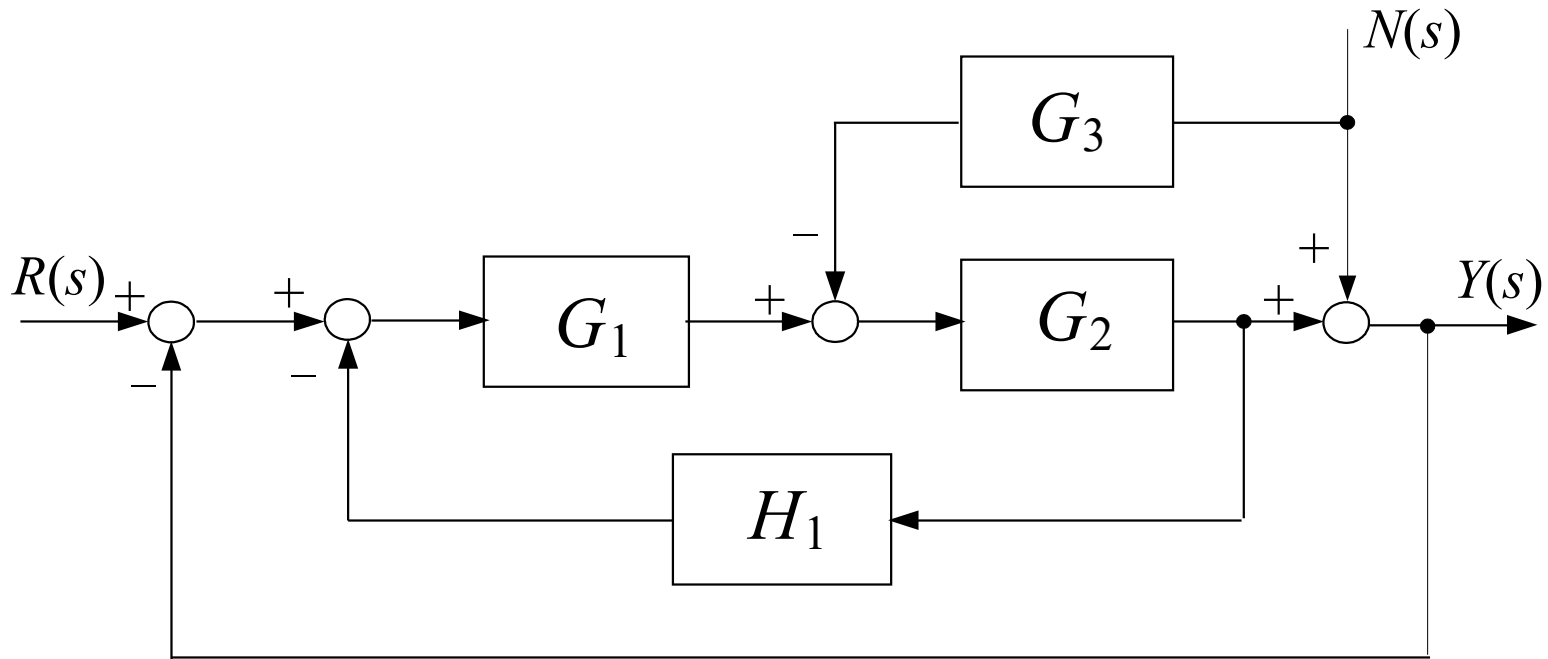 N(s)
G₃
−
+
R(s)
+
+
G₁
+
G₂
+
Y(s)
−
−
H₁